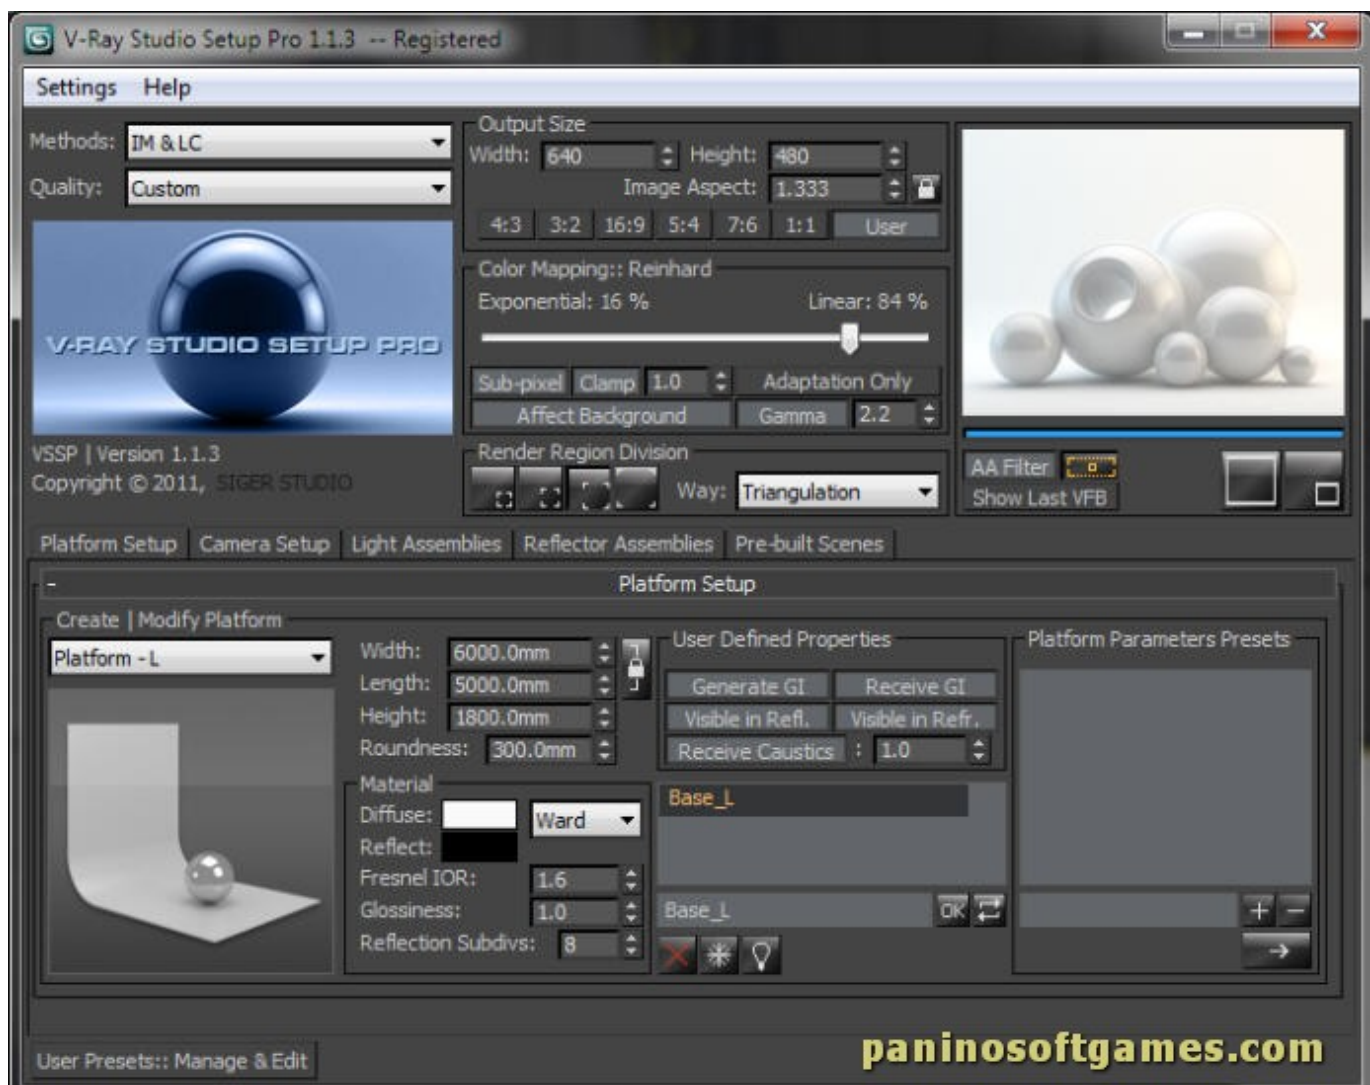 V-Ray Studio Setup Pro 1.1.3 -- Registered
Settings Help
Methods: IM & LC
Quality: Custom
V-RAY STUDIO SETUP PRO
VSSP | Version 1.1.3
Copyright © 2011, SIGER STUDIO
Output Size
Width: 640 Height: 480
Image Aspect: 1.333
4:3 3:2 16:9 5:4 7:6 1:1 User
Color Mapping:: Reinhard
Exponential: 16 % Linear: 84 %
Sub-pixel Clamp 1.0 Adaptation Only
Affect Background Gamma 2.2
Render Region Division
Way: Triangulation
AA Filter
Show Last VFB
Platform Setup Camera Setup Light Assemblies Reflector Assemblies Pre-built Scenes
- Platform Setup
Create | Modify Platform
Platform - L
Width: 6000.0mm
Length: 5000.0mm
Height: 1800.0mm
Roundness: 300.0mm
Material
Diffuse: Ward
Reflect:
Fresnel IOR: 1.6
Glossiness: 1.0
Reflection Subdivs: 8
User Defined Properties
Generate GI Receive GI
Visible in Refl. Visible in Refr.
Receive Caustics : 1.0
Base_L
Base_L OK
Platform Parameters Presets
+ -
User Presets:: Manage & Edit
paninosoftgames.com